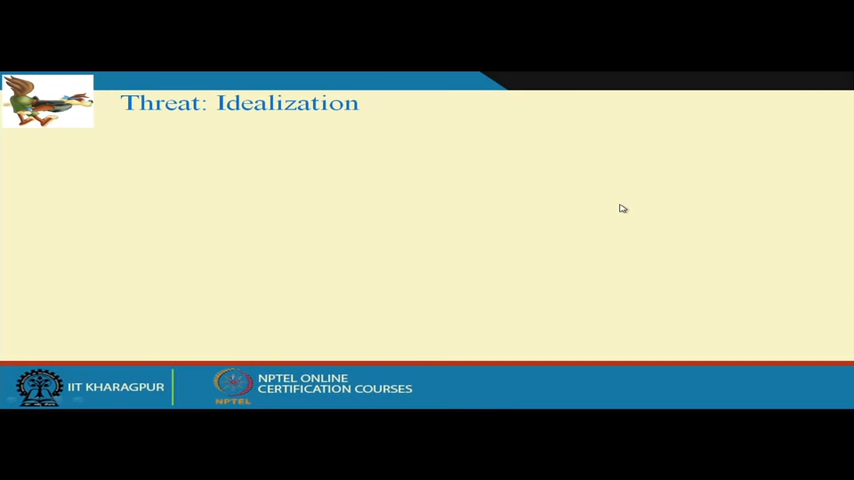 Threat: Idealization
IIT KHARAGPUR
NPTEL ONLINE
CERTIFICATION COURSES
NPTEL